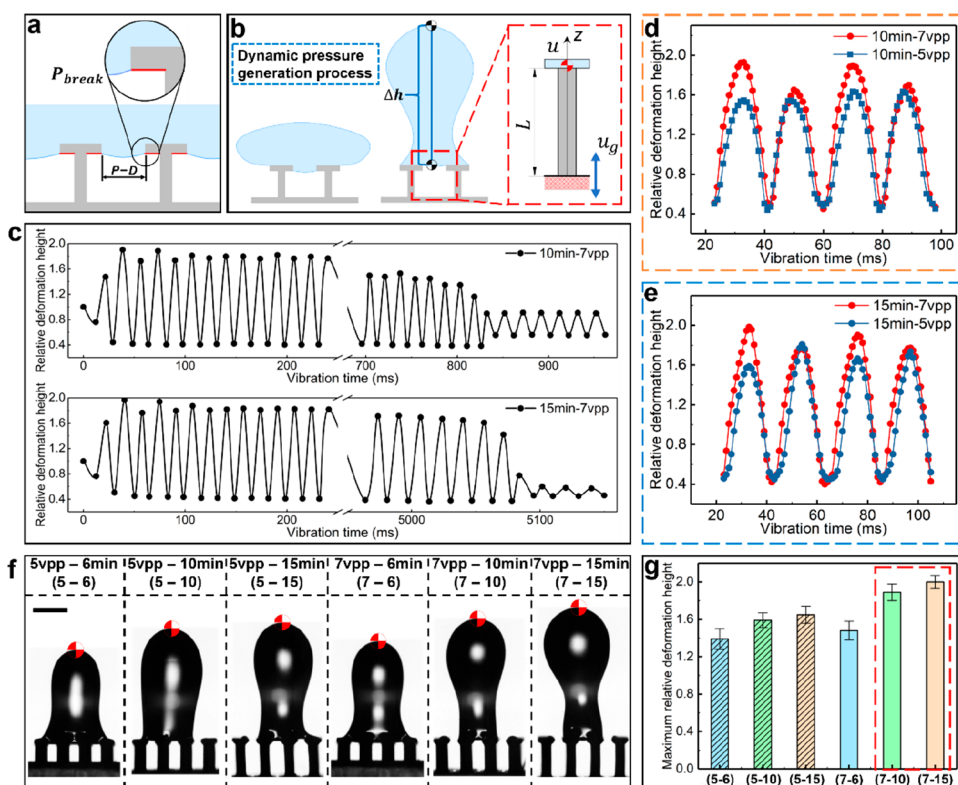 a
P_break
P-D
b
Dynamic pressure
generation process
Δh
u
z
L
u_g
c
Relative deformation height
2.0
1.6
1.2
0.8
0.4
10min-7vpp
0 100 200 700 800 900
Vibration time (ms)
Relative deformation height
2.0
1.6
1.2
0.8
0.4
15min-7vpp
0 100 200 5000 5100
Vibration time (ms)
d
Relative deformation height
2.0
1.6
1.2
0.8
0.4
10min-7vpp
10min-5vpp
20 40 60 80 100
Vibration time (ms)
e
Relative deformation height
2.0
1.6
1.2
0.8
0.4
15min-7vpp
15min-5vpp
20 40 60 80 100
Vibration time (ms)
f
5vpp – 6min
(5 – 6)
5vpp – 10min
(5 – 10)
5vpp – 15min
(5 – 15)
7vpp – 6min
(7 – 6)
7vpp – 10min
(7 – 10)
7vpp – 15min
(7 – 15)
g
Maximum relative deformation height
2.0
1.6
1.2
0.8
0.4
0.0
(5-6) (5-10) (5-15) (7-6) (7-10) (7-15)